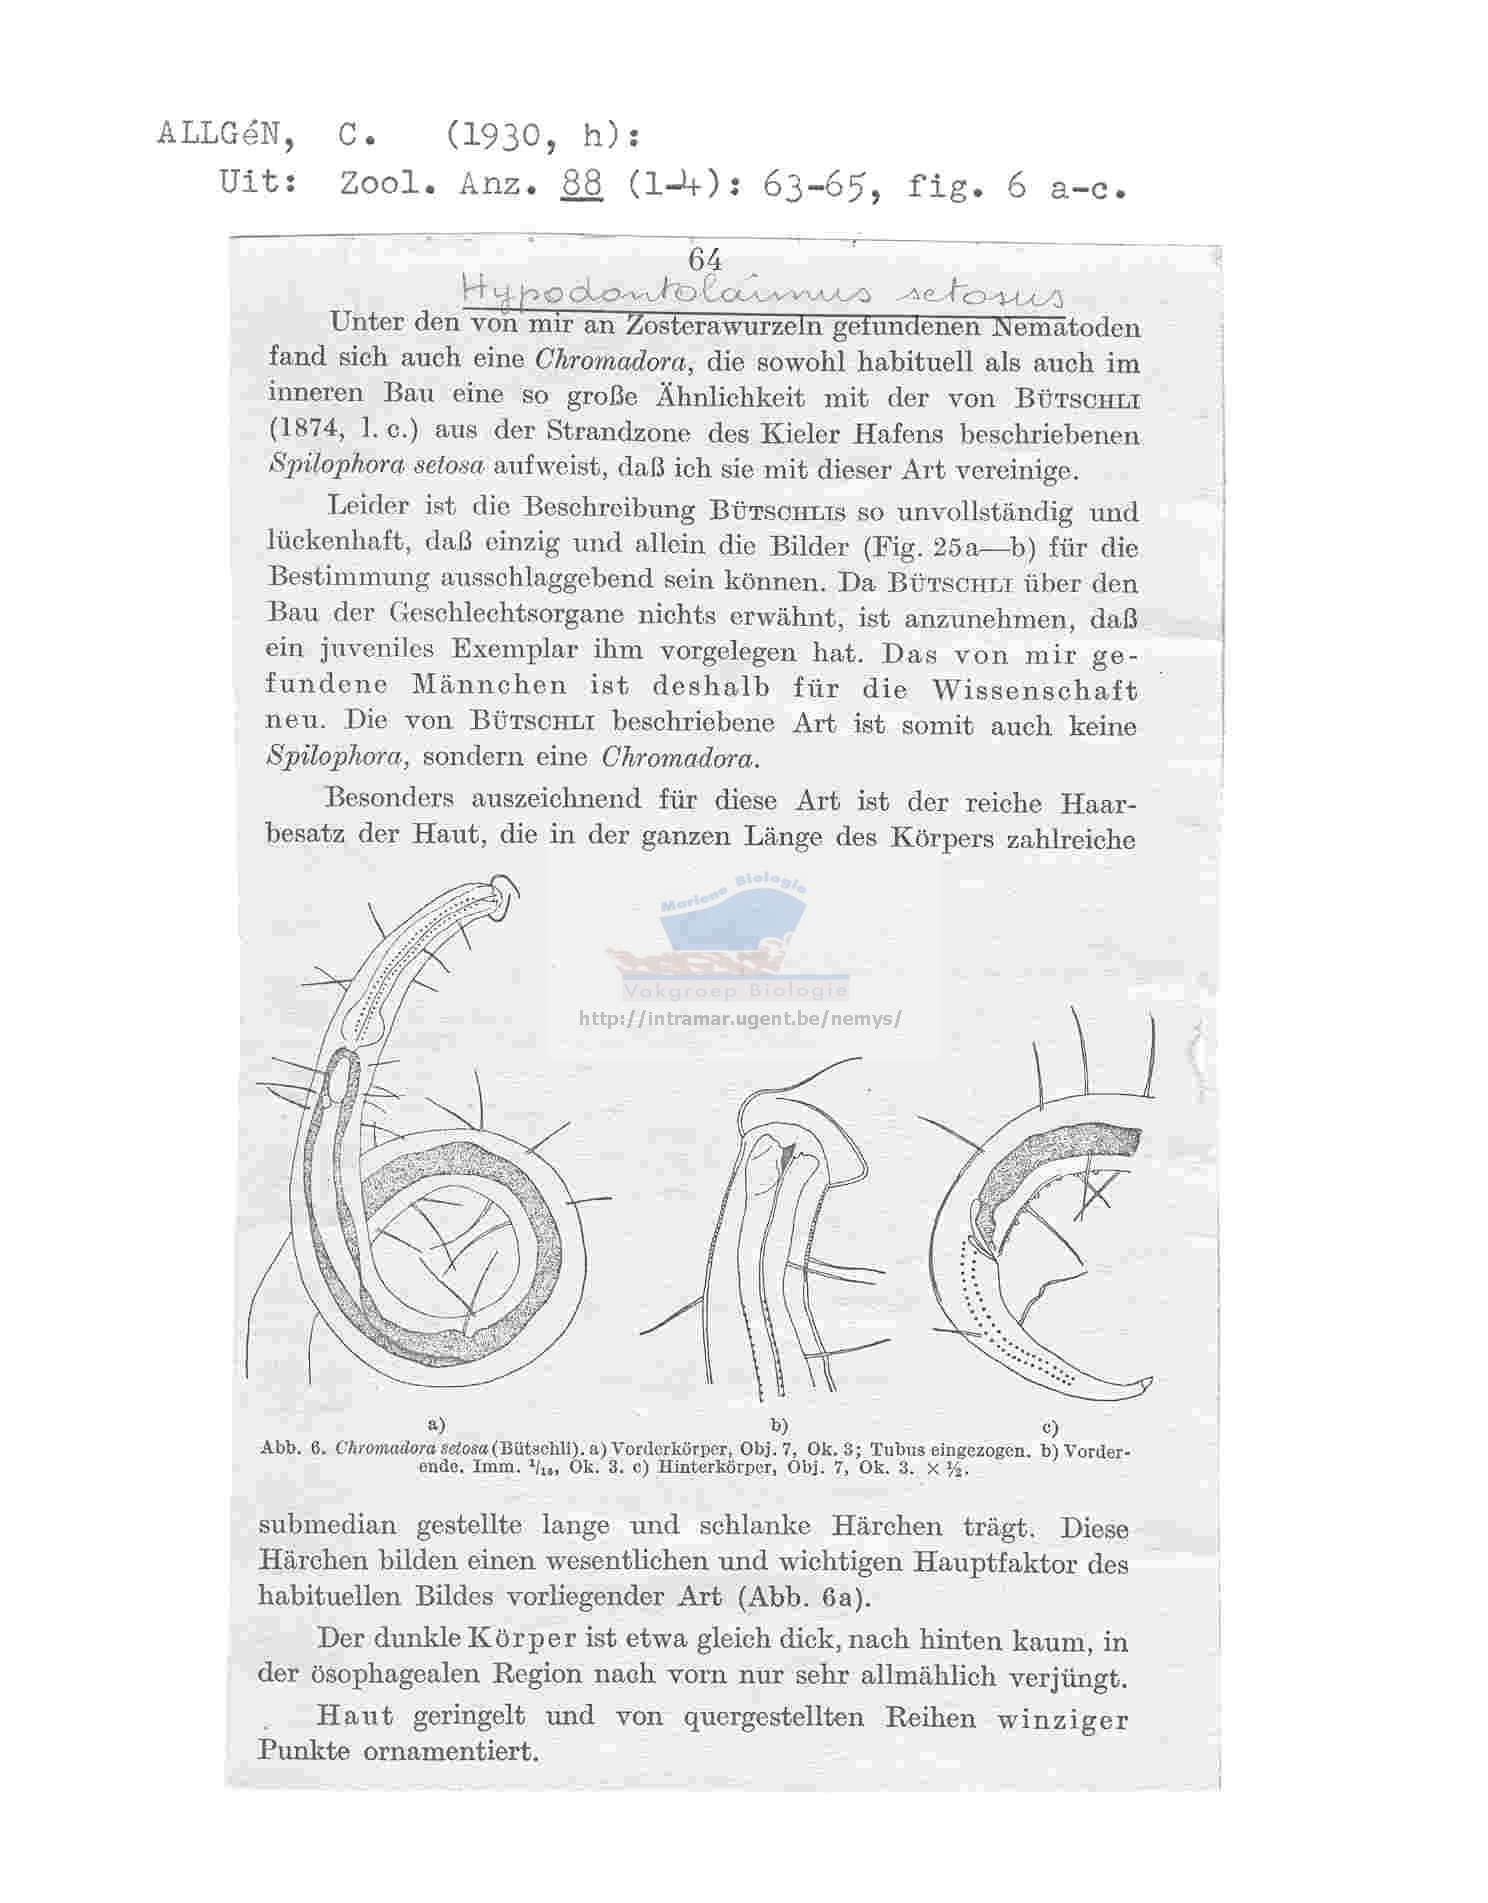 ALLGéN, C. (1930, h):
Uit: Zool. Anz. 88 (1-4): 63-65, fig. 6 a-c.
64
Hypodontolaimus setosus
Unter den von mir an Zosterawurzeln gefundenen Nematoden
fand sich auch eine Chromadora, die sowohl habituell als auch im
inneren Bau eine so große Ähnlichkeit mit der von BÜTSCHLI
(1874, l. c.) aus der Strandzone des Kieler Hafens beschriebenen
Spilophora setosa aufweist, daß ich sie mit dieser Art vereinige.
Leider ist die Beschreibung BÜTSCHLIS so unvollständig und
lückenhaft, daß einzig und allein die Bilder (Fig. 25a—b) für die
Bestimmung ausschlaggebend sein können. Da BÜTSCHLI über den
Bau der Geschlechtsorgane nichts erwähnt, ist anzunehmen, daß
ein juveniles Exemplar ihm vorgelegen hat. Das von mir ge-
fundene Männchen ist deshalb für die Wissenschaft
neu. Die von BÜTSCHLI beschriebene Art ist somit auch keine
Spilophora, sondern eine Chromadora.
Besonders auszeichnend für diese Art ist der reiche Haar-
besatz der Haut, die in der ganzen Länge des Körpers zahlreiche
Mariene Biologie
Vakgroep Biologie
http://intramar.ugent.be/nemys/
a) b) c)
Abb. 6. Chromadora setosa (Bütschli). a) Vorderkörper, Obj. 7, Ok. 3; Tubus eingezogen. b) Vorder-
ende. Imm. 1/16, Ok. 3. c) Hinterkörper, Obj. 7, Ok. 3. × ½.
submedian gestellte lange und schlanke Härchen trägt. Diese
Härchen bilden einen wesentlichen und wichtigen Hauptfaktor des
habituellen Bildes vorliegender Art (Abb. 6a).
Der dunkle Körper ist etwa gleich dick, nach hinten kaum, in
der ösophagealen Region nach vorn nur sehr allmählich verjüngt.
Haut geringelt und von quergestellten Reihen winziger
Punkte ornamentiert.